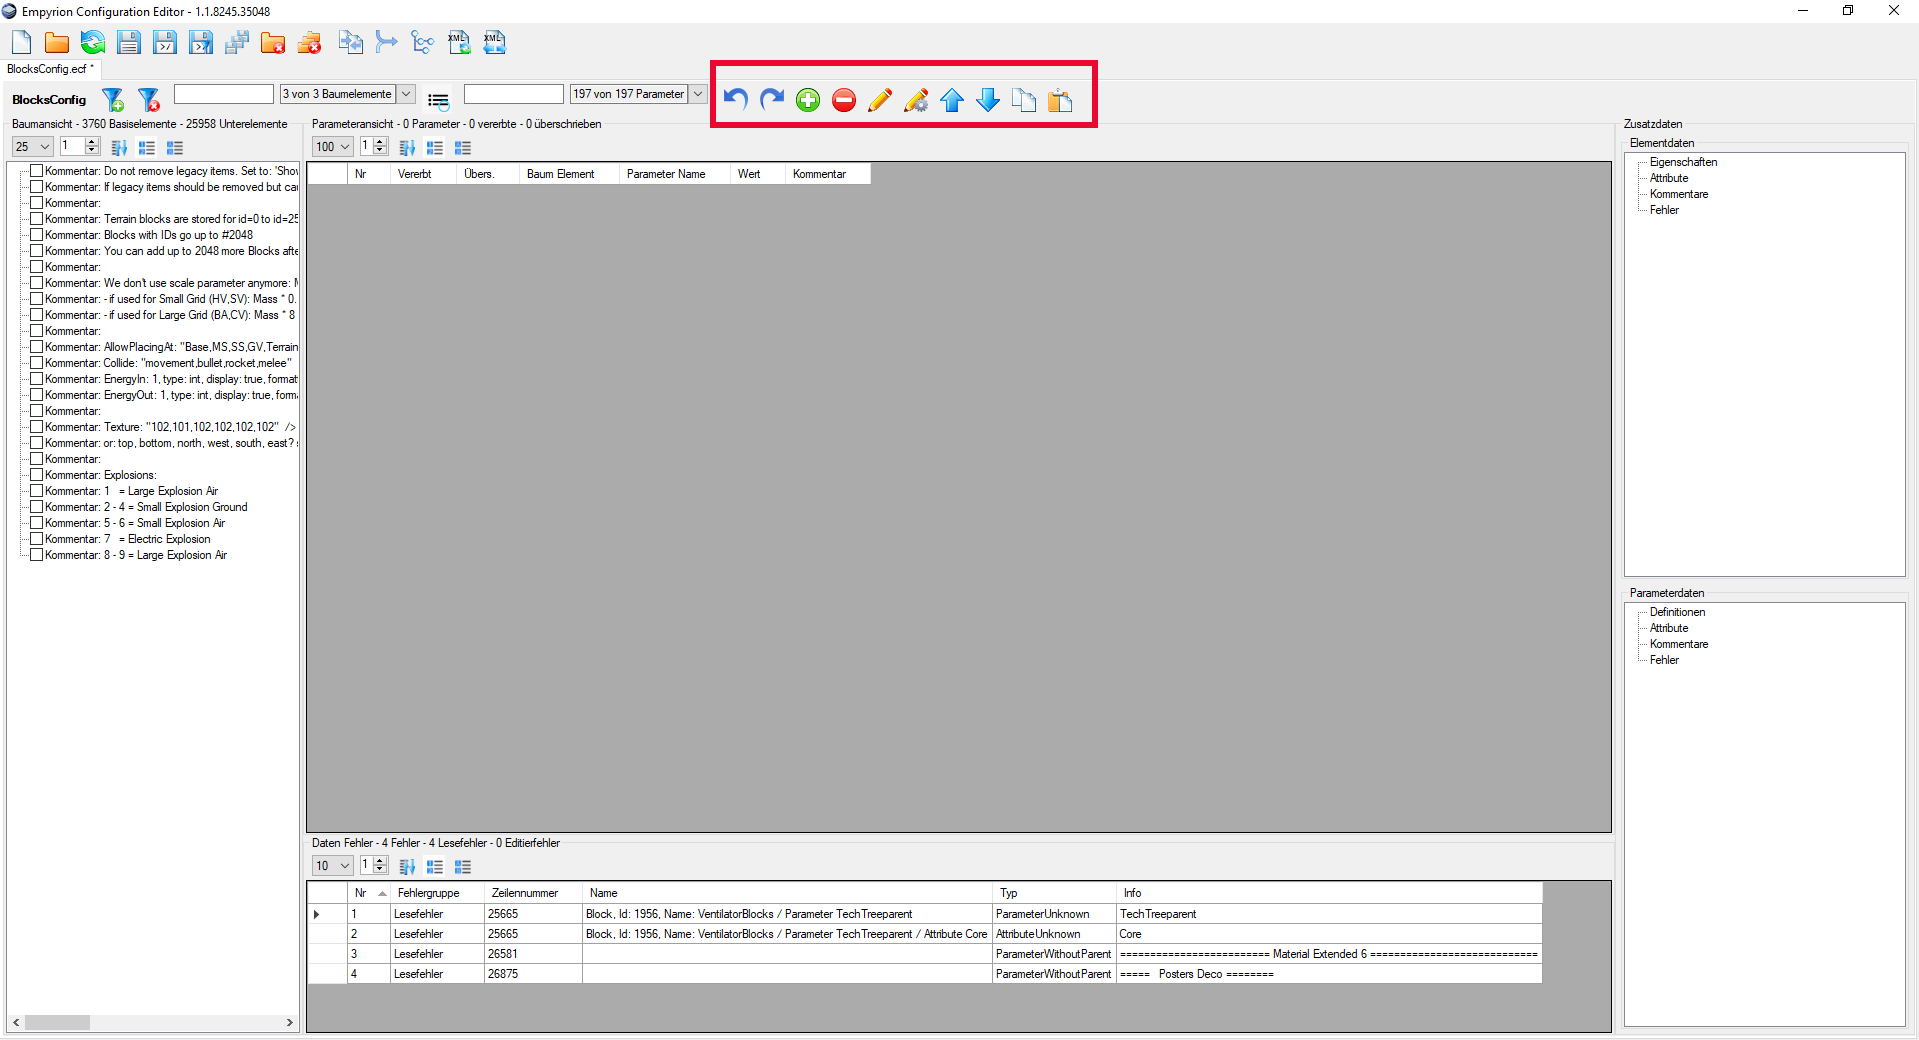 Empyrion Configuration Editor - 1.1.8245.35048
XML XML
BlocksConfig.ecf *
BlocksConfig
3 von 3 Baumelemente
197 von 197 Parameter
Baumansicht - 3760 Basiselemente - 25958 Unterelemente
25
1
Kommentar: Do not remove legacy items. Set to: 'Shov
Kommentar: If legacy items should be removed but cau
Kommentar:
Kommentar: Terrain blocks are stored for id=0 to id=25
Kommentar: Blocks with IDs go up to #2048
Kommentar: You can add up to 2048 more Blocks afte
Kommentar:
Kommentar: We don't use scale parameter anymore: M
Kommentar: - if used for Small Grid (HV,SV): Mass * 0.
Kommentar: - if used for Large Grid (BA,CV): Mass * 8
Kommentar:
Kommentar: AllowPlacingAt: "Base,MS,SS,GV,Terrain
Kommentar: Collide: "movement,bullet,rocket,melee"
Kommentar: EnergyIn: 1, type: int, display: true, format
Kommentar: EnergyOut: 1, type: int, display: true, form
Kommentar:
Kommentar: Texture: "102,101,102,102,102,102" />
Kommentar: or: top, bottom, north, west, south, east? s
Kommentar:
Kommentar: Explosions:
Kommentar: 1 = Large Explosion Air
Kommentar: 2 - 4 = Small Explosion Ground
Kommentar: 5 - 6 = Small Explosion Air
Kommentar: 7 = Electric Explosion
Kommentar: 8 - 9 = Large Explosion Air
Parameteransicht - 0 Parameter - 0 vererbte - 0 überschrieben
100
1
Nr Vererbt Übers. Baum Element Parameter Name Wert Kommentar
Daten Fehler - 4 Fehler - 4 Lesefehler - 0 Editierfehler
10
1
Nr Fehlergruppe Zeilennummer Name Typ Info
1 Lesefehler 25665 Block, Id: 1956, Name: VentilatorBlocks / Parameter TechTreeparent ParameterUnknown TechTreeparent
2 Lesefehler 25665 Block, Id: 1956, Name: VentilatorBlocks / Parameter TechTreeparent / Attribute Core AttributeUnknown Core
3 Lesefehler 26581 ParameterWithoutParent ========================= Material Extended 6 ============================
4 Lesefehler 26875 ParameterWithoutParent ===== Posters Deco ========
Zusatzdaten
Elementdaten
Eigenschaften
Attribute
Kommentare
Fehler
Parameterdaten
Definitionen
Attribute
Kommentare
Fehler